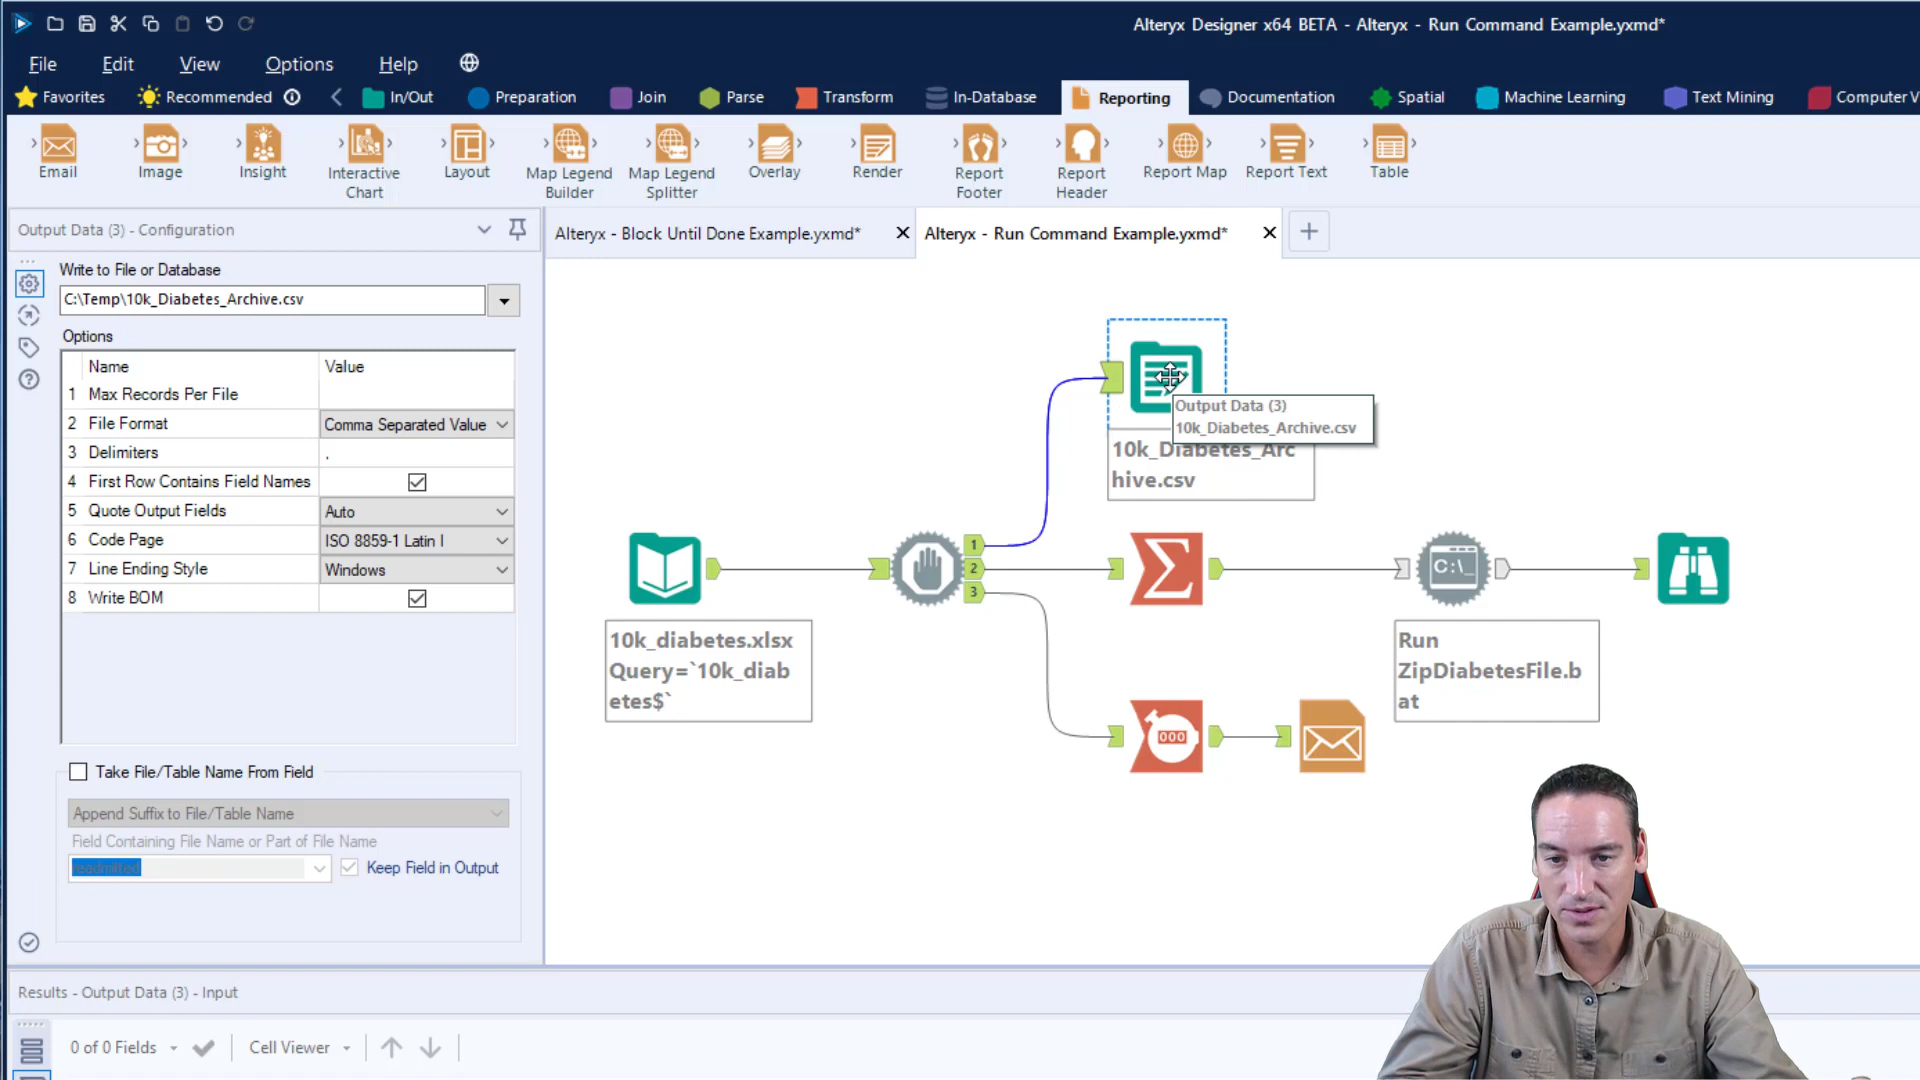 Alteryx Designer x64 BETA - Alteryx - Run Command Example.yxmd*
File Edit View Options Help
Favorites Recommended In/Out Preparation Join Parse Transform In-Database Reporting Documentation Spatial Machine Learning Text Mining Computer V
Email Image Insight Interactive Chart Layout Map Legend Builder Map Legend Splitter Overlay Render Report Footer Report Header Report Map Report Text Table
Output Data (3) - Configuration
Alteryx - Block Until Done Example.yxmd*
Alteryx - Run Command Example.yxmd*
Write to File or Database
C:\Temp\10k_Diabetes_Archive.csv
Options
Name Value
1 Max Records Per File
2 File Format Comma Separated Value
3 Delimiters ,
4 First Row Contains Field Names
5 Quote Output Fields Auto
6 Code Page ISO 8859-1 Latin I
7 Line Ending Style Windows
8 Write BOM
Take File/Table Name From Field
Append Suffix to File/Table Name
Field Containing File Name or Part of File Name
readmitted Keep Field in Output
Output Data (3)
10k_Diabetes_Archive.csv
10k_Diabetes_Arc
hive.csv
1
2
3
C:\_
000
10k_diabetes.xlsx
Query=`10k_diab
etes$`
Run
ZipDiabetesFile.b
at
Results - Output Data (3) - Input
0 of 0 Fields Cell Viewer